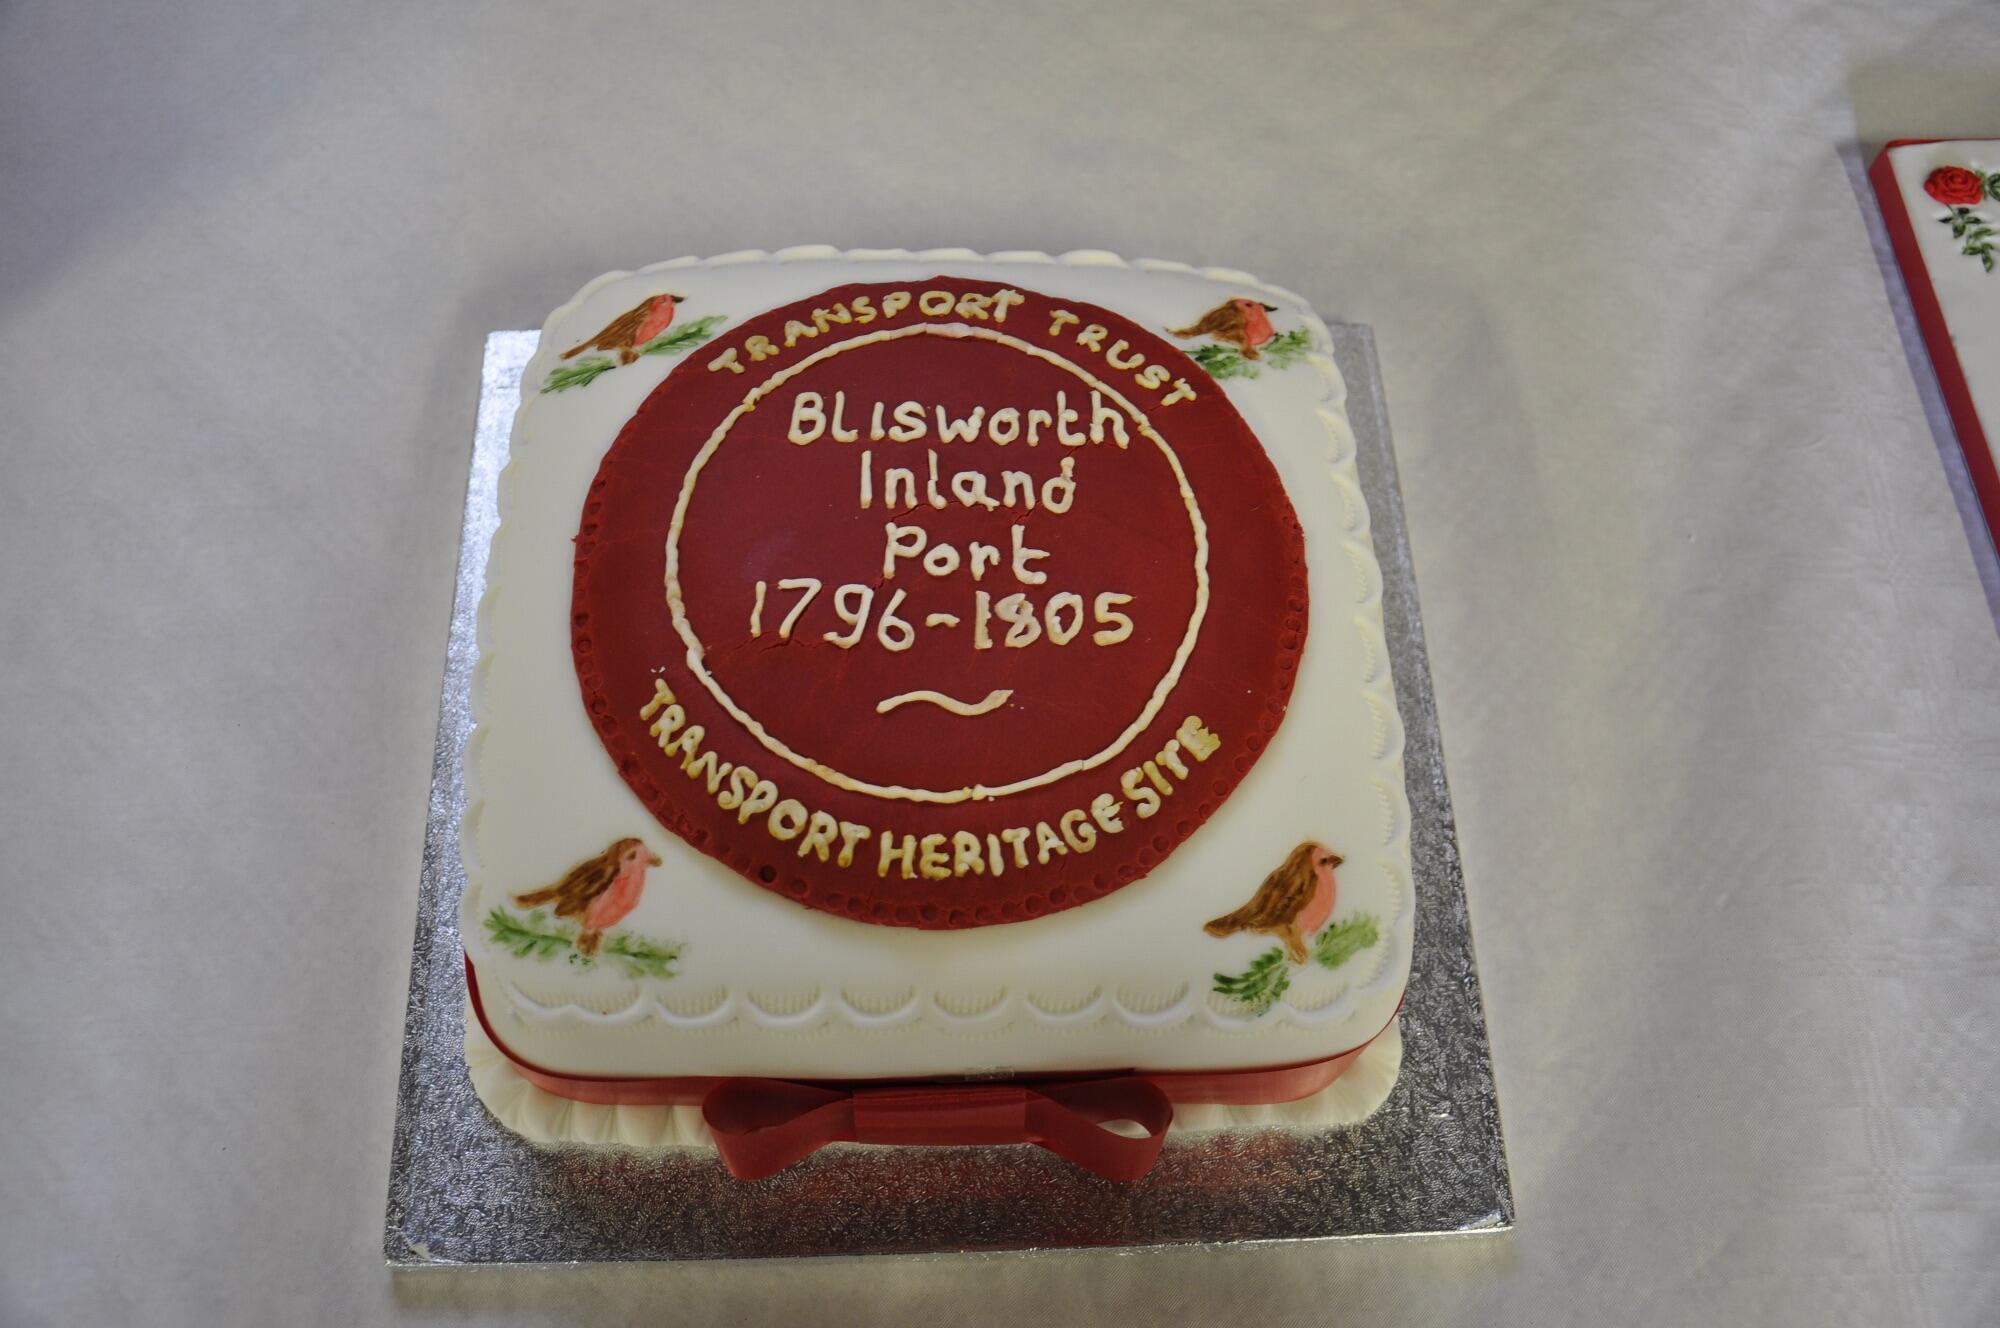 TRANSPORT TRUST
BLISworth
Inland
Port
1796-1805
TRANSPORT HERITAGE SITE